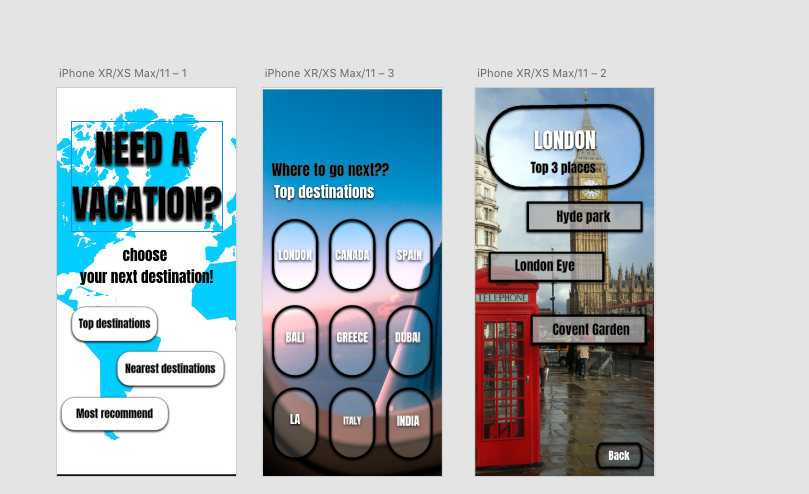 iPhone XR/XS Max/11 – 1
NEED A
VACATION?
choose
your next destination!
Top destinations
Nearest destinations
Most recommend
iPhone XR/XS Max/11 – 3
Where to go next??
Top destinations
LONDON
CANADA
SPAIN
BALI
GREECE
DUBAI
LA
ITALY
INDIA
iPhone XR/XS Max/11 – 2
LONDON
Top 3 places
Hyde park
London Eye
TELEPHONE
Covent Garden
Back